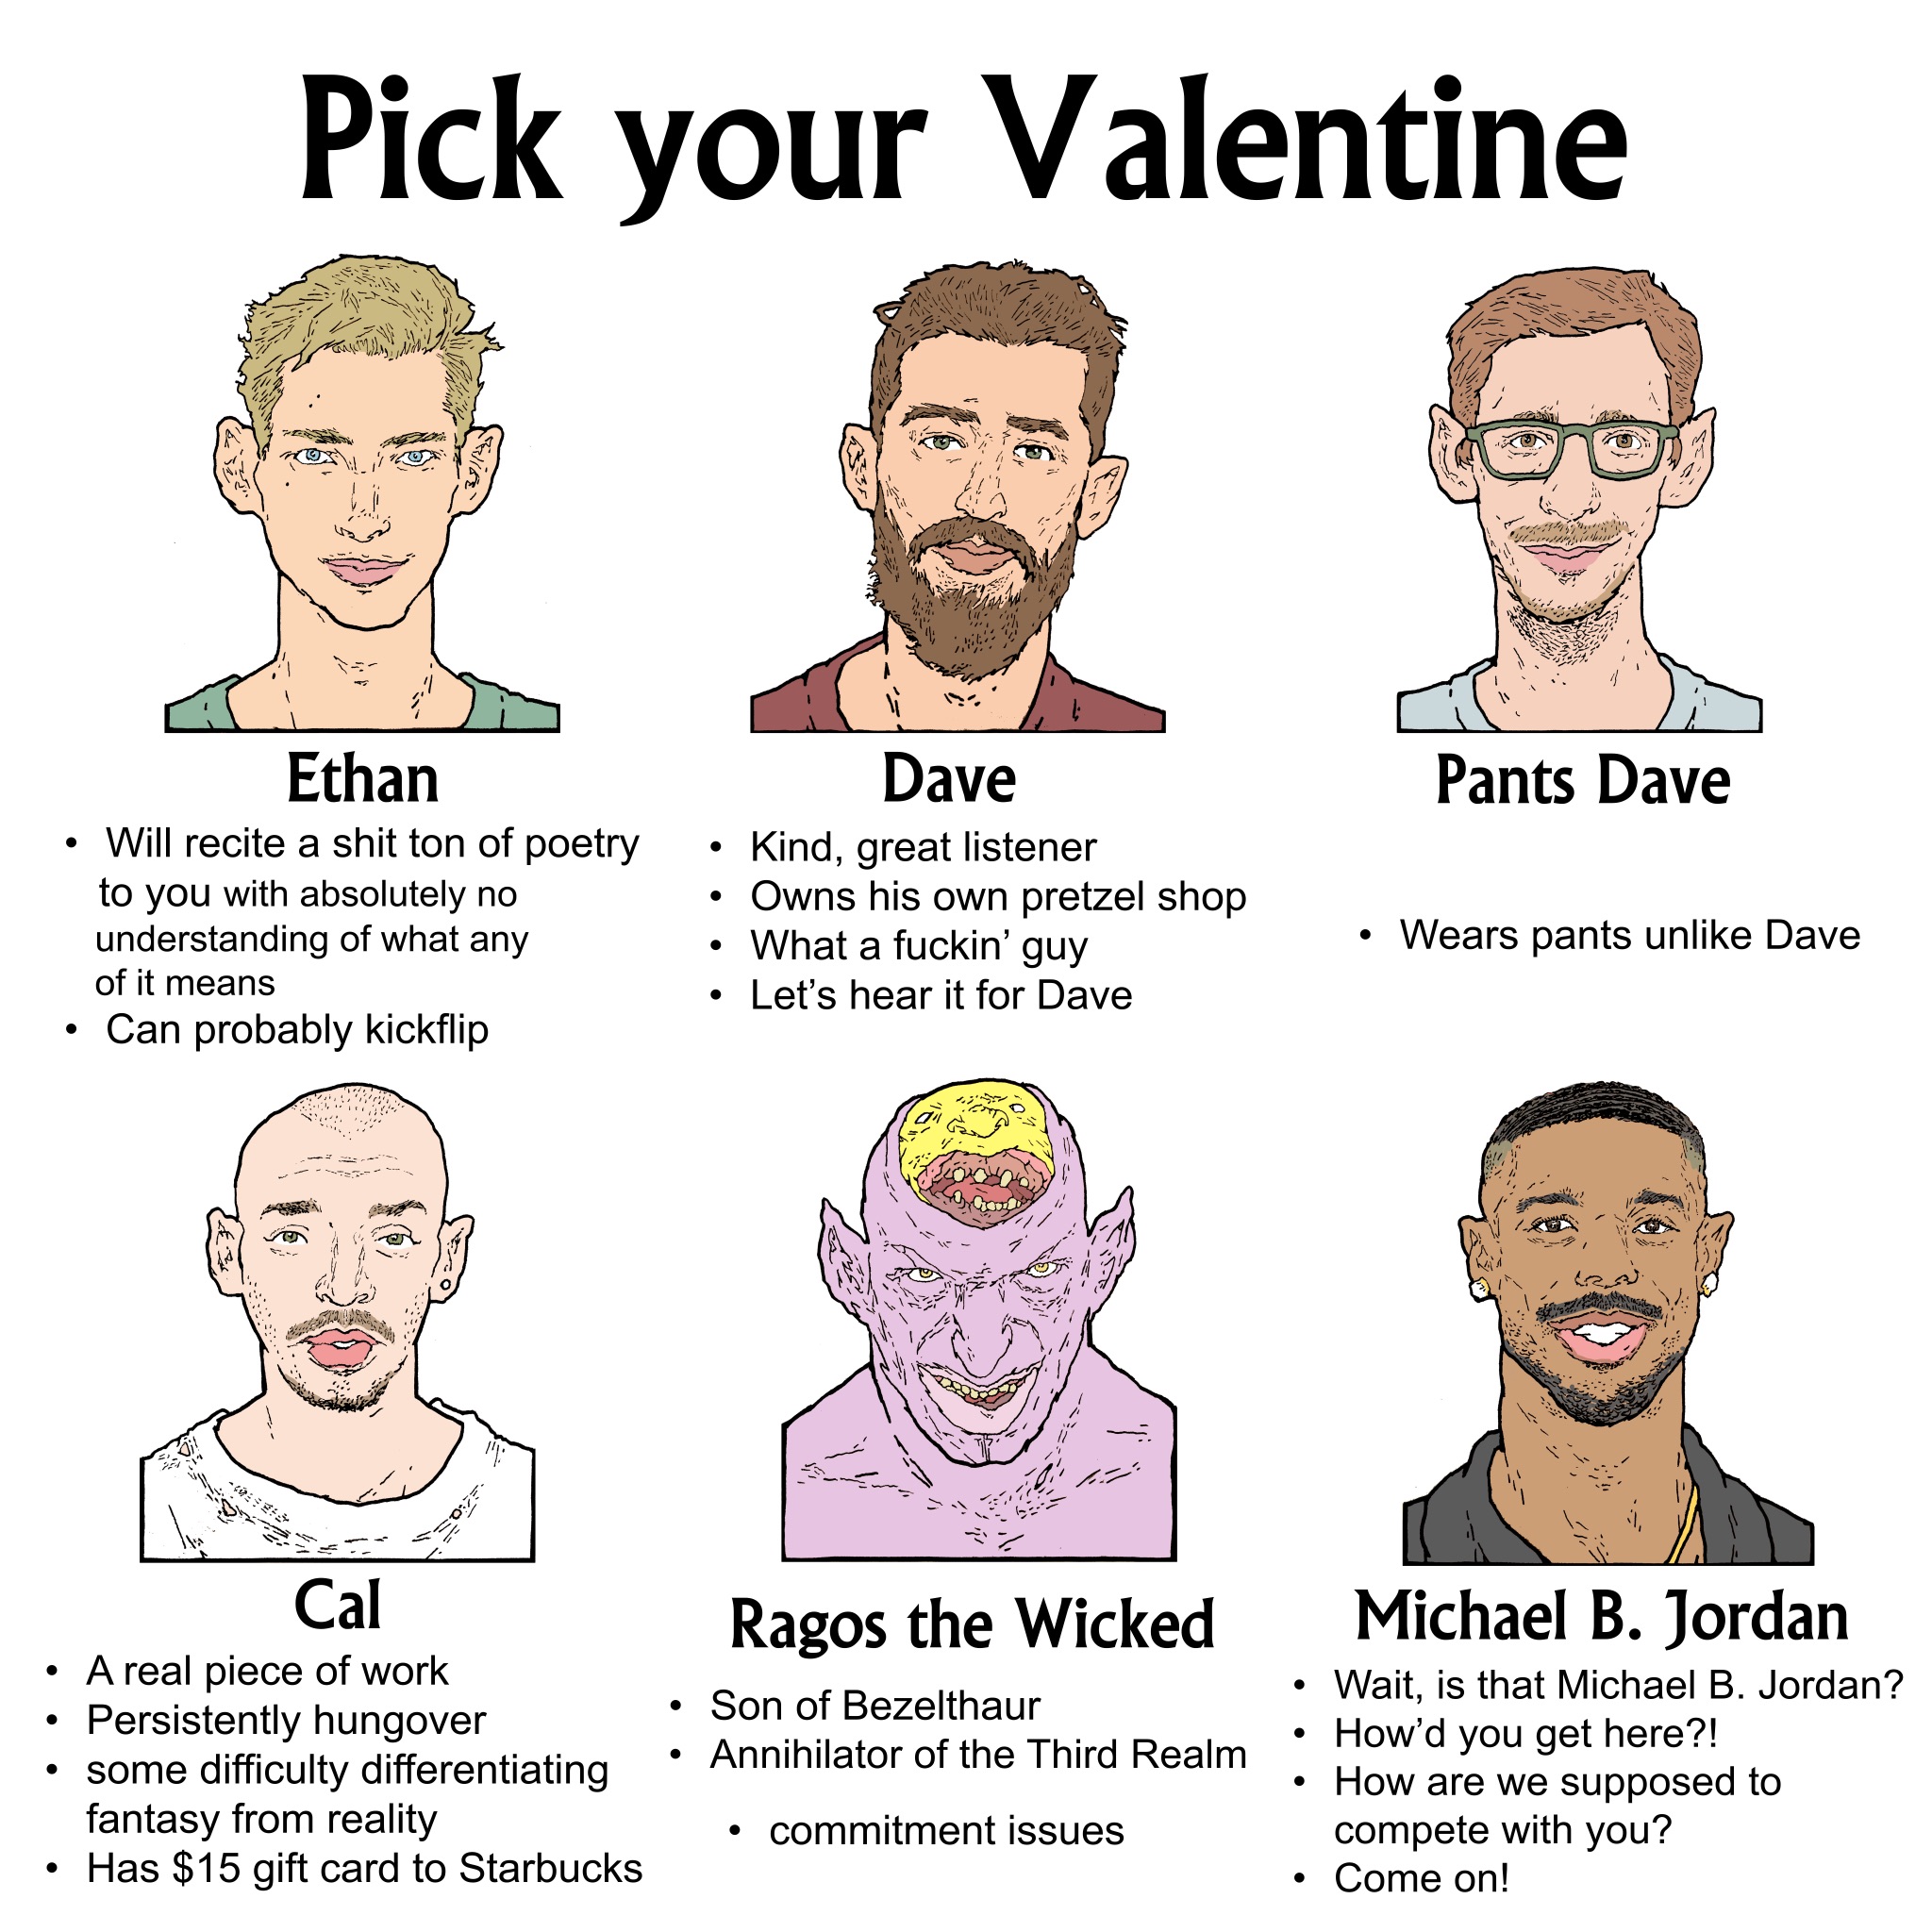 Pick your Valentine
Ethan
• Will recite a shit ton of poetry
to you with absolutely no
understanding of what any
of it means
• Can probably kickflip
Dave
• Kind, great listener
• Owns his own pretzel shop
• What a fuckin’ guy
• Let’s hear it for Dave
Pants Dave
• Wears pants unlike Dave
Cal
• A real piece of work
• Persistently hungover
• some difficulty differentiating
fantasy from reality
• Has $15 gift card to Starbucks
Ragos the Wicked
• Son of Bezelthaur
• Annihilator of the Third Realm
• commitment issues
Michael B. Jordan
• Wait, is that Michael B. Jordan?
• How’d you get here?!
• How are we supposed to
compete with you?
• Come on!